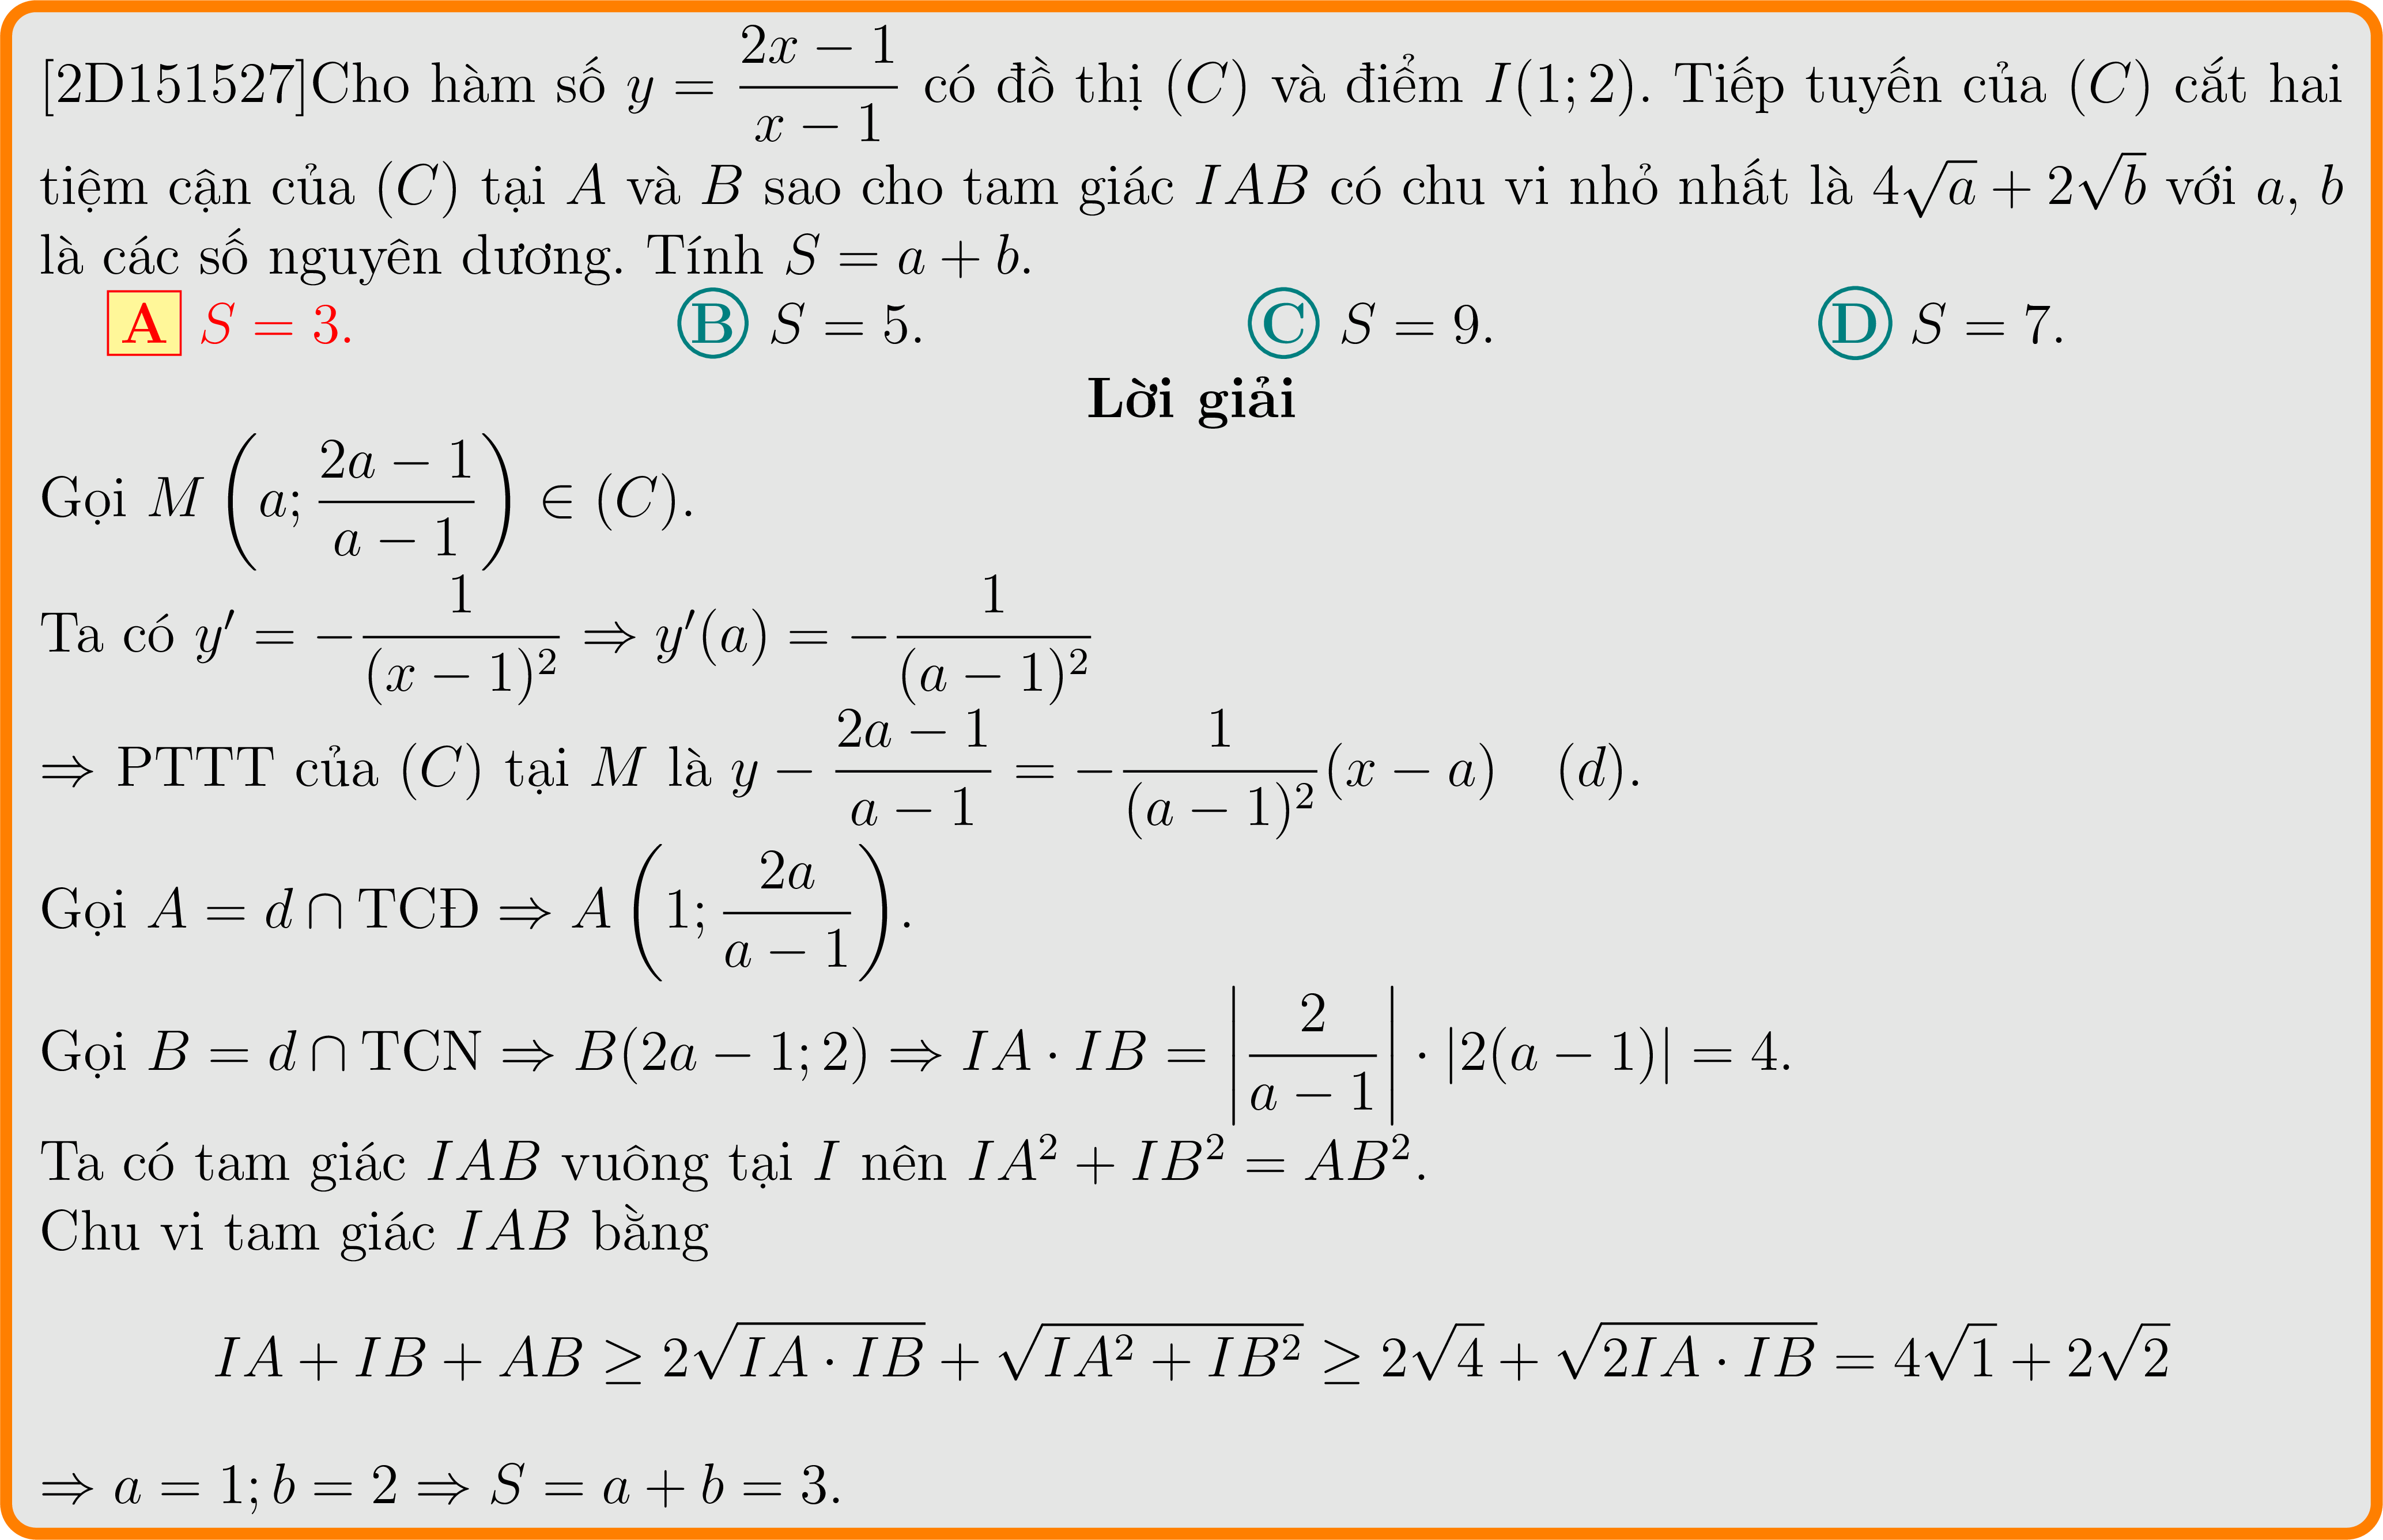 [2D151527]Cho hàm số $y = \dfrac{2x-1}{x-1}$ có đồ thị $(C)$ và điểm $I(1;2)$. Tiếp tuyến của $(C)$ cắt hai
tiệm cận của $(C)$ tại $A$ và $B$ sao cho tam giác $IAB$ có chu vi nhỏ nhất là $4\sqrt{a}+2\sqrt{b}$ với $a$, $b$
là các số nguyên dương. Tính $S = a + b$.
A $S = 3$. B $S = 5$. C $S = 9$. D $S = 7$.
Lời giải
Gọi $M\left(a;\dfrac{2a-1}{a-1}\right) \in (C)$.
Ta có $y' = -\dfrac{1}{(x-1)^2} \Rightarrow y'(a) = -\dfrac{1}{(a-1)^2}$
$\Rightarrow$ PTTT của $(C)$ tại $M$ là $y - \dfrac{2a-1}{a-1} = -\dfrac{1}{(a-1)^2}(x-a) \quad (d)$.
Gọi $A = d \cap$ TCĐ $\Rightarrow A\left(1;\dfrac{2a}{a-1}\right)$.
Gọi $B = d \cap$ TCN $\Rightarrow B(2a-1;2) \Rightarrow IA \cdot IB = \left|\dfrac{2}{a-1}\right| \cdot |2(a-1)| = 4$.
Ta có tam giác $IAB$ vuông tại $I$ nên $IA^2 + IB^2 = AB^2$.
Chu vi tam giác $IAB$ bằng
$IA + IB + AB \geq 2\sqrt{IA \cdot IB} + \sqrt{IA^2 + IB^2} \geq 2\sqrt{4} + \sqrt{2IA \cdot IB} = 4\sqrt{1} + 2\sqrt{2}$
$\Rightarrow a = 1; b = 2 \Rightarrow S = a + b = 3$.